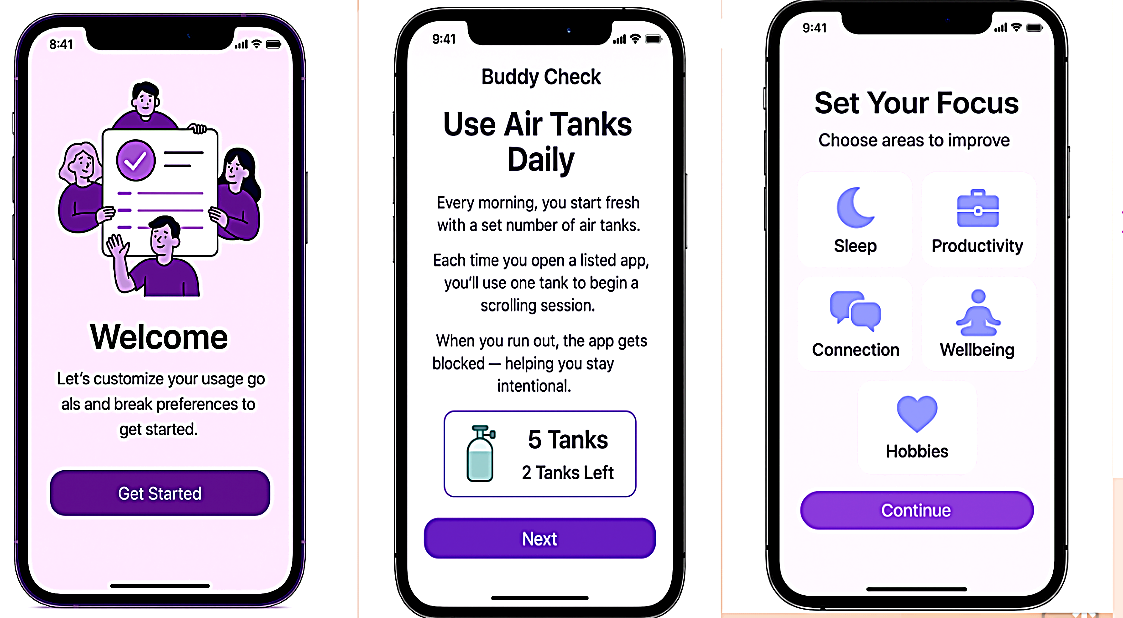 8:41
Welcome
Let's customize your usage go
als and break preferences to
get started.
Get Started
9:41
Buddy Check
Use Air Tanks
Daily
Every morning, you start fresh
with a set number of air tanks.
Each time you open a listed app,
you'll use one tank to begin a
scrolling session.
When you run out, the app gets
blocked — helping you stay
intentional.
5 Tanks
2 Tanks Left
Next
9:41
Set Your Focus
Choose areas to improve
Sleep
Productivity
Connection
Wellbeing
Hobbies
Continue